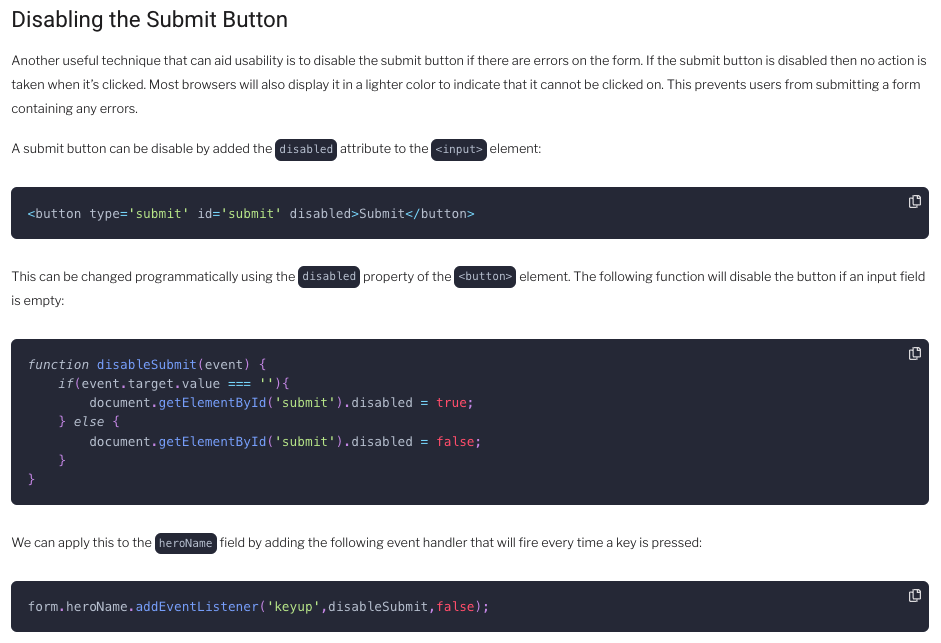 Disabling the Submit Button
Another useful technique that can aid usability is to disable the submit button if there are errors on the form. If the submit button is disabled then no action is
taken when it's clicked. Most browsers will also display it in a lighter color to indicate that it cannot be clicked on. This prevents users from submitting a form
containing any errors.
A submit button can be disable by added the disabled attribute to the <input> element:
<button type='submit' id='submit' disabled>Submit</button>
This can be changed programmatically using the disabled property of the <button> element. The following function will disable the button if an input field
is empty:
function disableSubmit(event) {
    if(event.target.value === ''){
        document.getElementById('submit').disabled = true;
    } else {
        document.getElementById('submit').disabled = false;
    }
}
We can apply this to the heroName field by adding the following event handler that will fire every time a key is pressed:
form.heroName.addEventListener('keyup',disableSubmit,false);